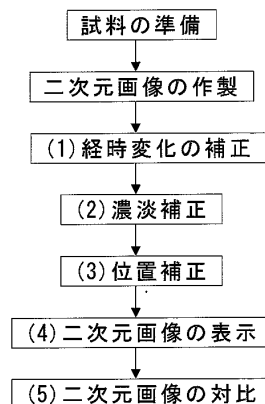 試料の準備
二次元画像の作製
(1)経時変化の補正
(2)濃淡補正
(3)位置補正
(4)二次元画像の表示
(5)二次元画像の対比